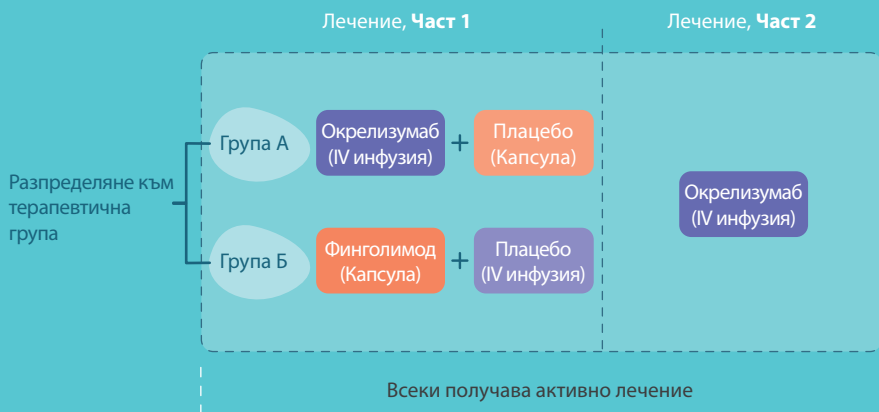 Лечение, Част 1
Лечение, Част 2
Разпределяне към
терапевтична
група
Група А
Окрелизумаб
(IV инфузия)
+
Плацебо
(Капсула)
Група Б
Финголимод
(Капсула)
+
Плацебо
(IV инфузия)
Окрелизумаб
(IV инфузия)
Всеки получава активно лечение